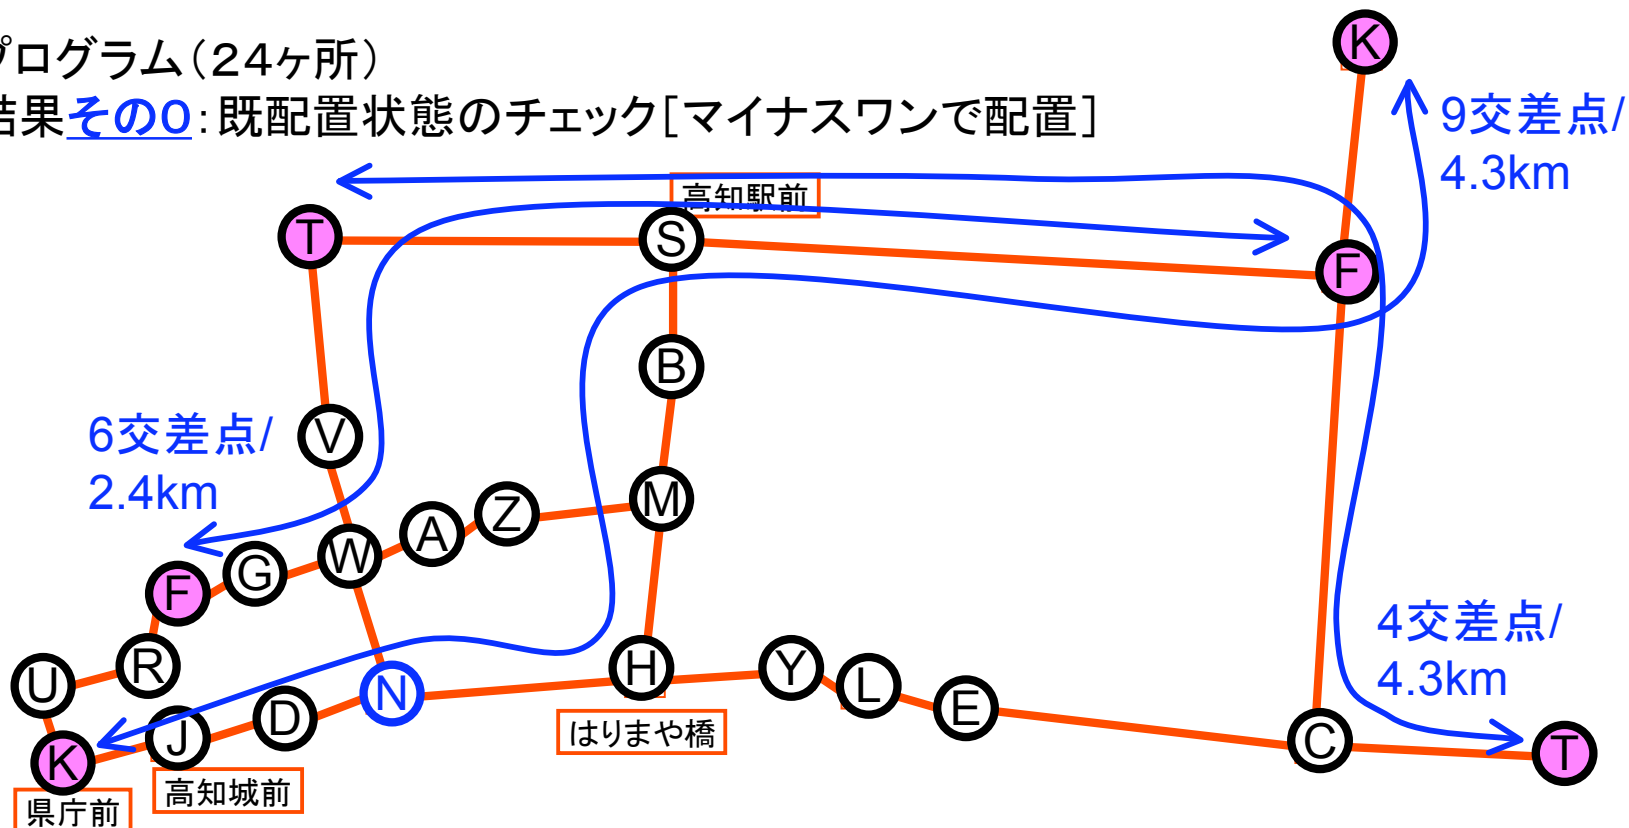 プログラム（２４ヶ所）
結果その０：既配置状態のチェック［マイナスワンで配置］
K
9交差点/
4.3km
高知駅前
T
S
F
B
6交差点/
2.4km
V
M
Z
A
W
G
F
4交差点/
4.3km
R
U
N
H
Y
L
E
D
J
K
C
T
はりまや橋
高知城前
県庁前